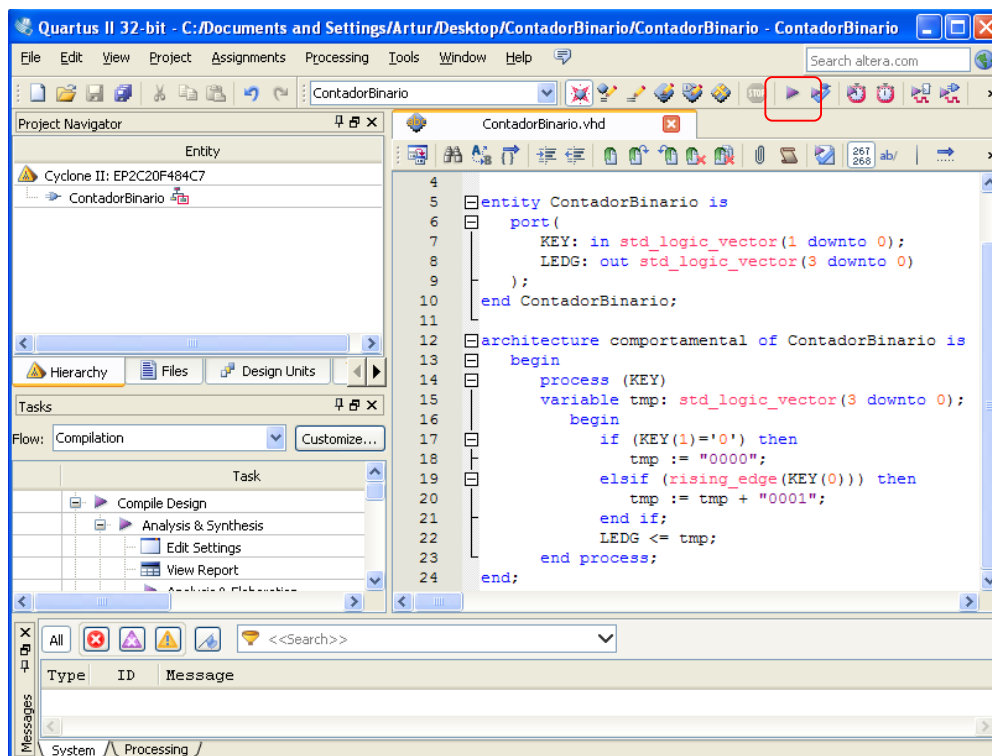 Quartus II 32-bit - C:/Documents and Settings/Artur/Desktop/ContadorBinario/ContadorBinario - ContadorBinario
File Edit View Project Assignments Processing Tools Window Help Search altera.com
ContadorBinario
STOP
Project Navigator
Entity
Cyclone II: EP2C20F484C7
ContadorBinario
Hierarchy Files Design Units
Tasks
Flow: Compilation Customize...
Task
Compile Design
Analysis & Synthesis
Edit Settings
View Report
Analysis & Elaboration
ContadorBinario.vhd
267
268 ab/
4
5 entity ContadorBinario is
6 port(
7 KEY: in std_logic_vector(1 downto 0);
8 LEDG: out std_logic_vector(3 downto 0)
9 );
10 end ContadorBinario;
11
12 architecture comportamental of ContadorBinario is
13 begin
14 process (KEY)
15 variable tmp: std_logic_vector(3 downto 0);
16 begin
17 if (KEY(1)='0') then
18 tmp := "0000";
19 elsif (rising_edge(KEY(0))) then
20 tmp := tmp + "0001";
21 end if;
22 LEDG <= tmp;
23 end process;
24 end;
All <<Search>>
Type ID Message
Messages
System Processing